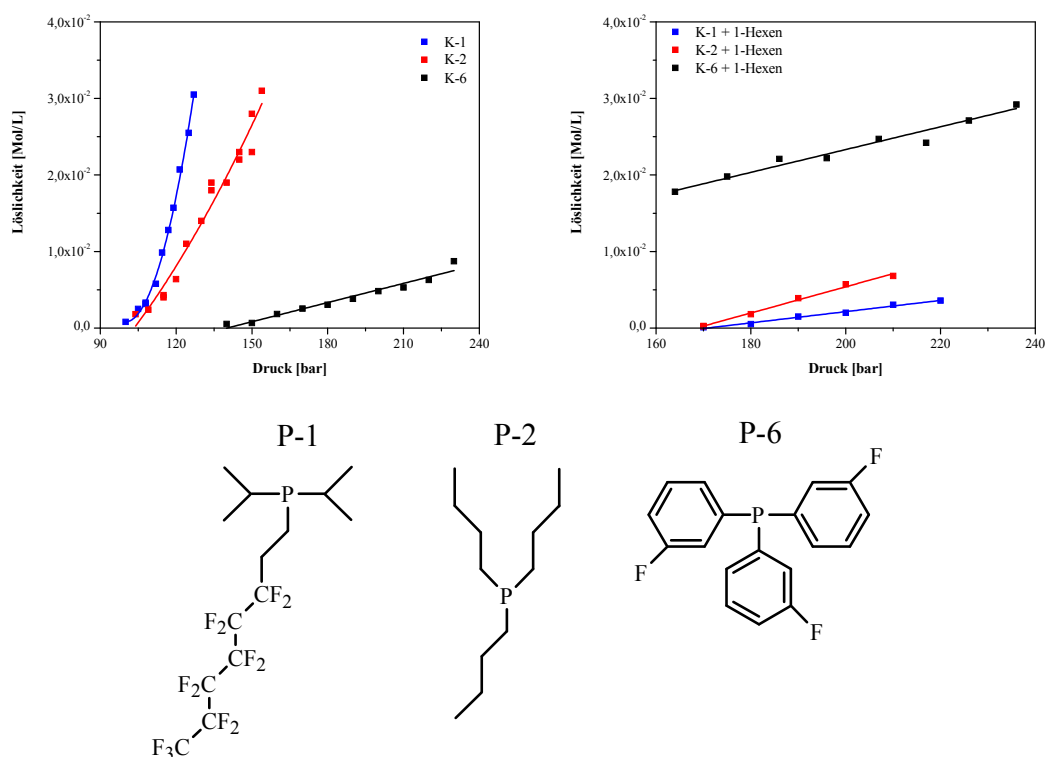 4,0x10⁻²
3,0x10⁻²
2,0x10⁻²
1,0x10⁻²
0,0
Löslichkeit [Mol/L]
90
120
150
180
210
240
Druck [bar]
K-1
K-2
K-6
4,0x10⁻²
3,0x10⁻²
2,0x10⁻²
1,0x10⁻²
0,0
Löslichkeit [Mol/L]
160
180
200
220
240
Druck [bar]
K-1 + 1-Hexen
K-2 + 1-Hexen
K-6 + 1-Hexen
P-1
P
CF₂
F₂C
CF₂
F₂C
CF₂
F₃C
P-2
P
P-6
F
P
F
F